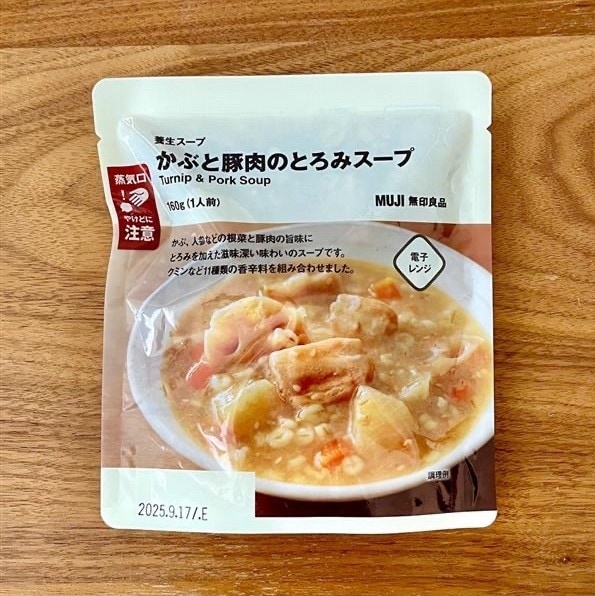 養生スープ
かぶと豚肉のとろみスープ
Turnip & Pork Soup
160g (1人前)
MUJI 無印良品
蒸気口
!
やけどに
注意
かぶ、人参などの根菜と豚肉の旨味に
とろみを加えた滋味深い味わいのスープです。
クミンなど11種類の香辛料を組み合わせました。
電子
レンジ
調理例
2025.9.17/.E